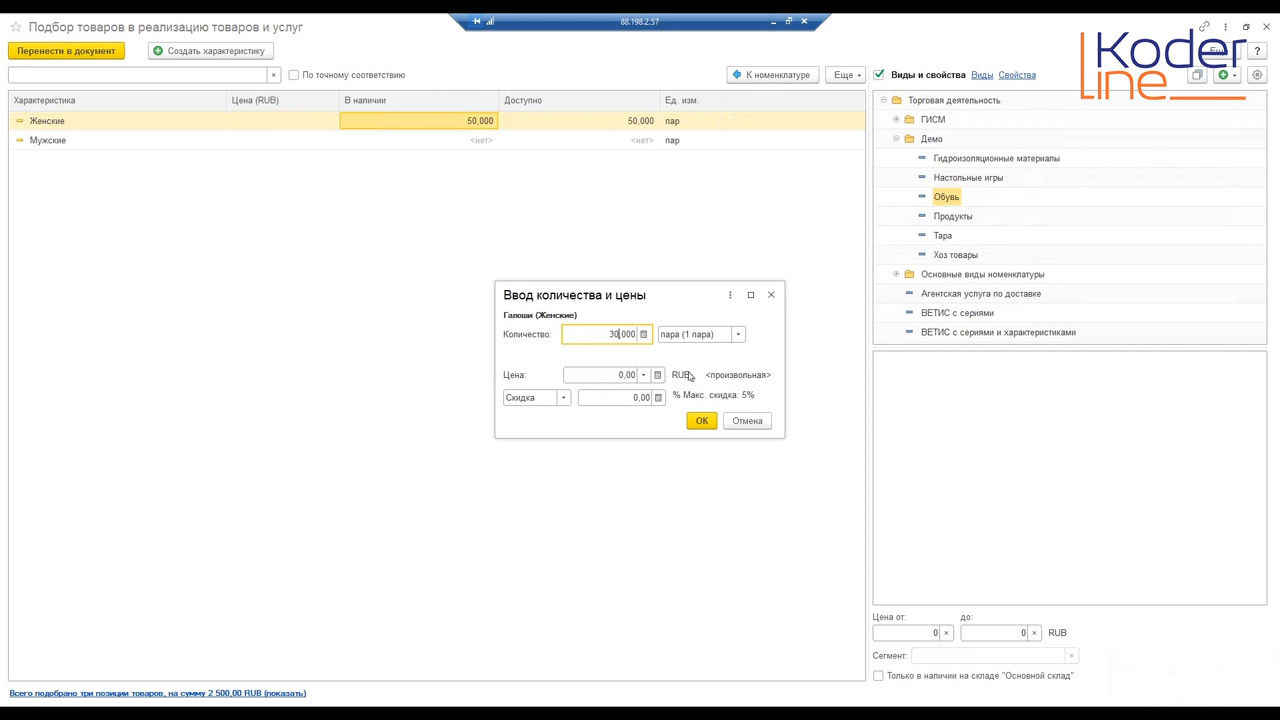 88.198.2.57
Подбор товаров в реализацию товаров и услуг
Перенести в документ
Создать характеристику
?
Koder
line
По точному соответствию
К номенклатуре
Еще
Виды и свойства Виды Свойства
Характеристика Цена (RUB) В наличии Доступно Ед. изм.
Женские 50,000 50,000 пар
Мужские <нет> <нет> пар
Торговая деятельность
ГИСМ
Демо
Гидроизоляционные материалы
Настольные игры
Обувь
Продукты
Тара
Хоз товары
Основные виды номенклатуры
Агентская услуга по доставке
ВЕТИС с сериями
ВЕТИС с сериями и характеристиками
Ввод количества и цены
Галоши (Женские)
Количество: 30,000 пара (1 пара)
Цена: 0,00 RUB <произвольная>
Скидка 0,00 % Макс. скидка: 5%
ОК Отмена
Цена от: до:
0 0 RUB
Сегмент:
Только в наличии на складе "Основной склад"
Всего подобрано три позиции товаров, на сумму 2 500,00 RUB (показать)